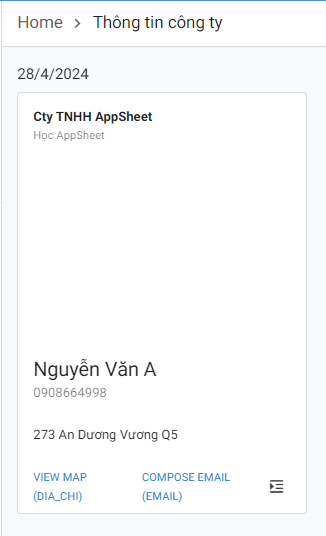 Home > Thông tin công ty
28/4/2024
Cty TNHH AppSheet
Học AppSheet
Nguyễn Văn A
0908664998
273 An Dương Vương Q5
VIEW MAP (DIA_CHI)
COMPOSE EMAIL (EMAIL)